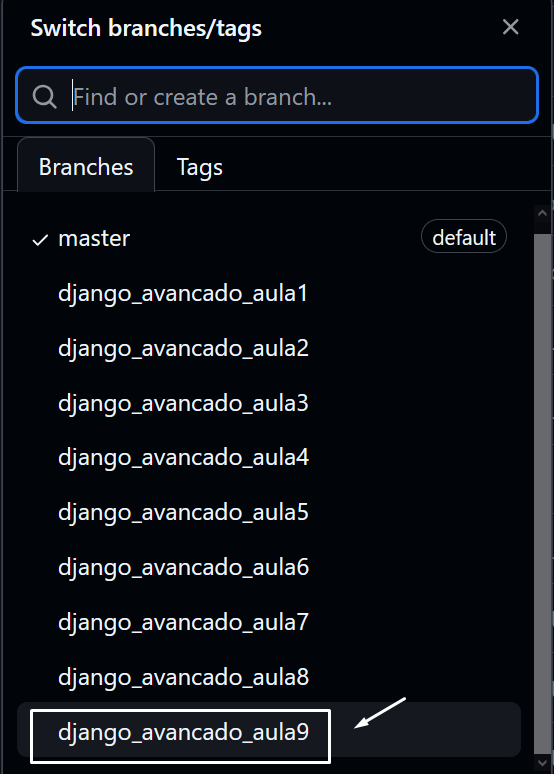 Switch branches/tags
Find or create a branch...
Branches Tags
master default
django_avancado_aula1
django_avancado_aula2
django_avancado_aula3
django_avancado_aula4
django_avancado_aula5
django_avancado_aula6
django_avancado_aula7
django_avancado_aula8
django_avancado_aula9